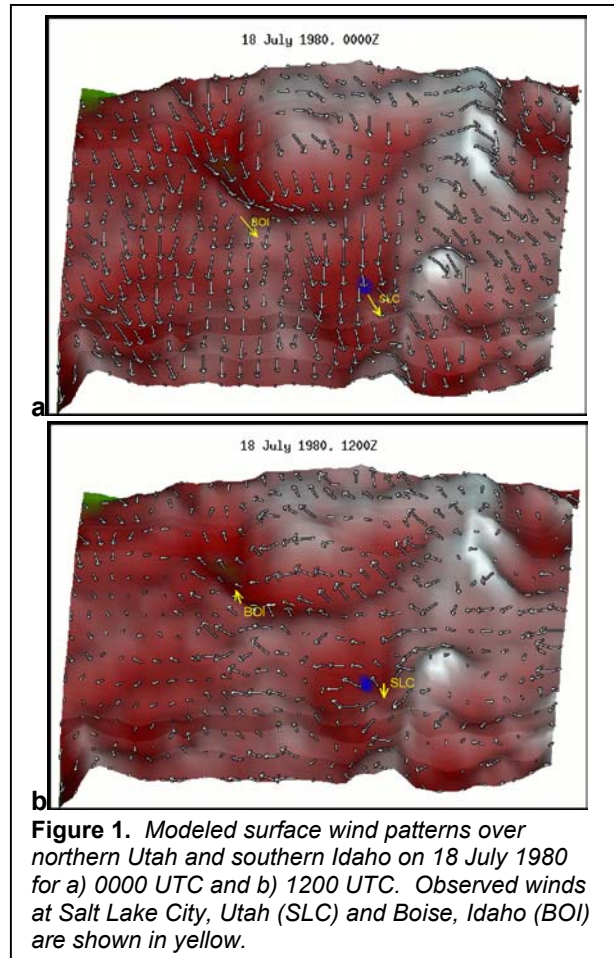 18 July 1980, 0000Z
BOI
SLC
a
18 July 1980, 1200Z
BOI
SLC
b
Figure 1. Modeled surface wind patterns over
northern Utah and southern Idaho on 18 July 1980
for a) 0000 UTC and b) 1200 UTC. Observed winds
at Salt Lake City, Utah (SLC) and Boise, Idaho (BOI)
are shown in yellow.